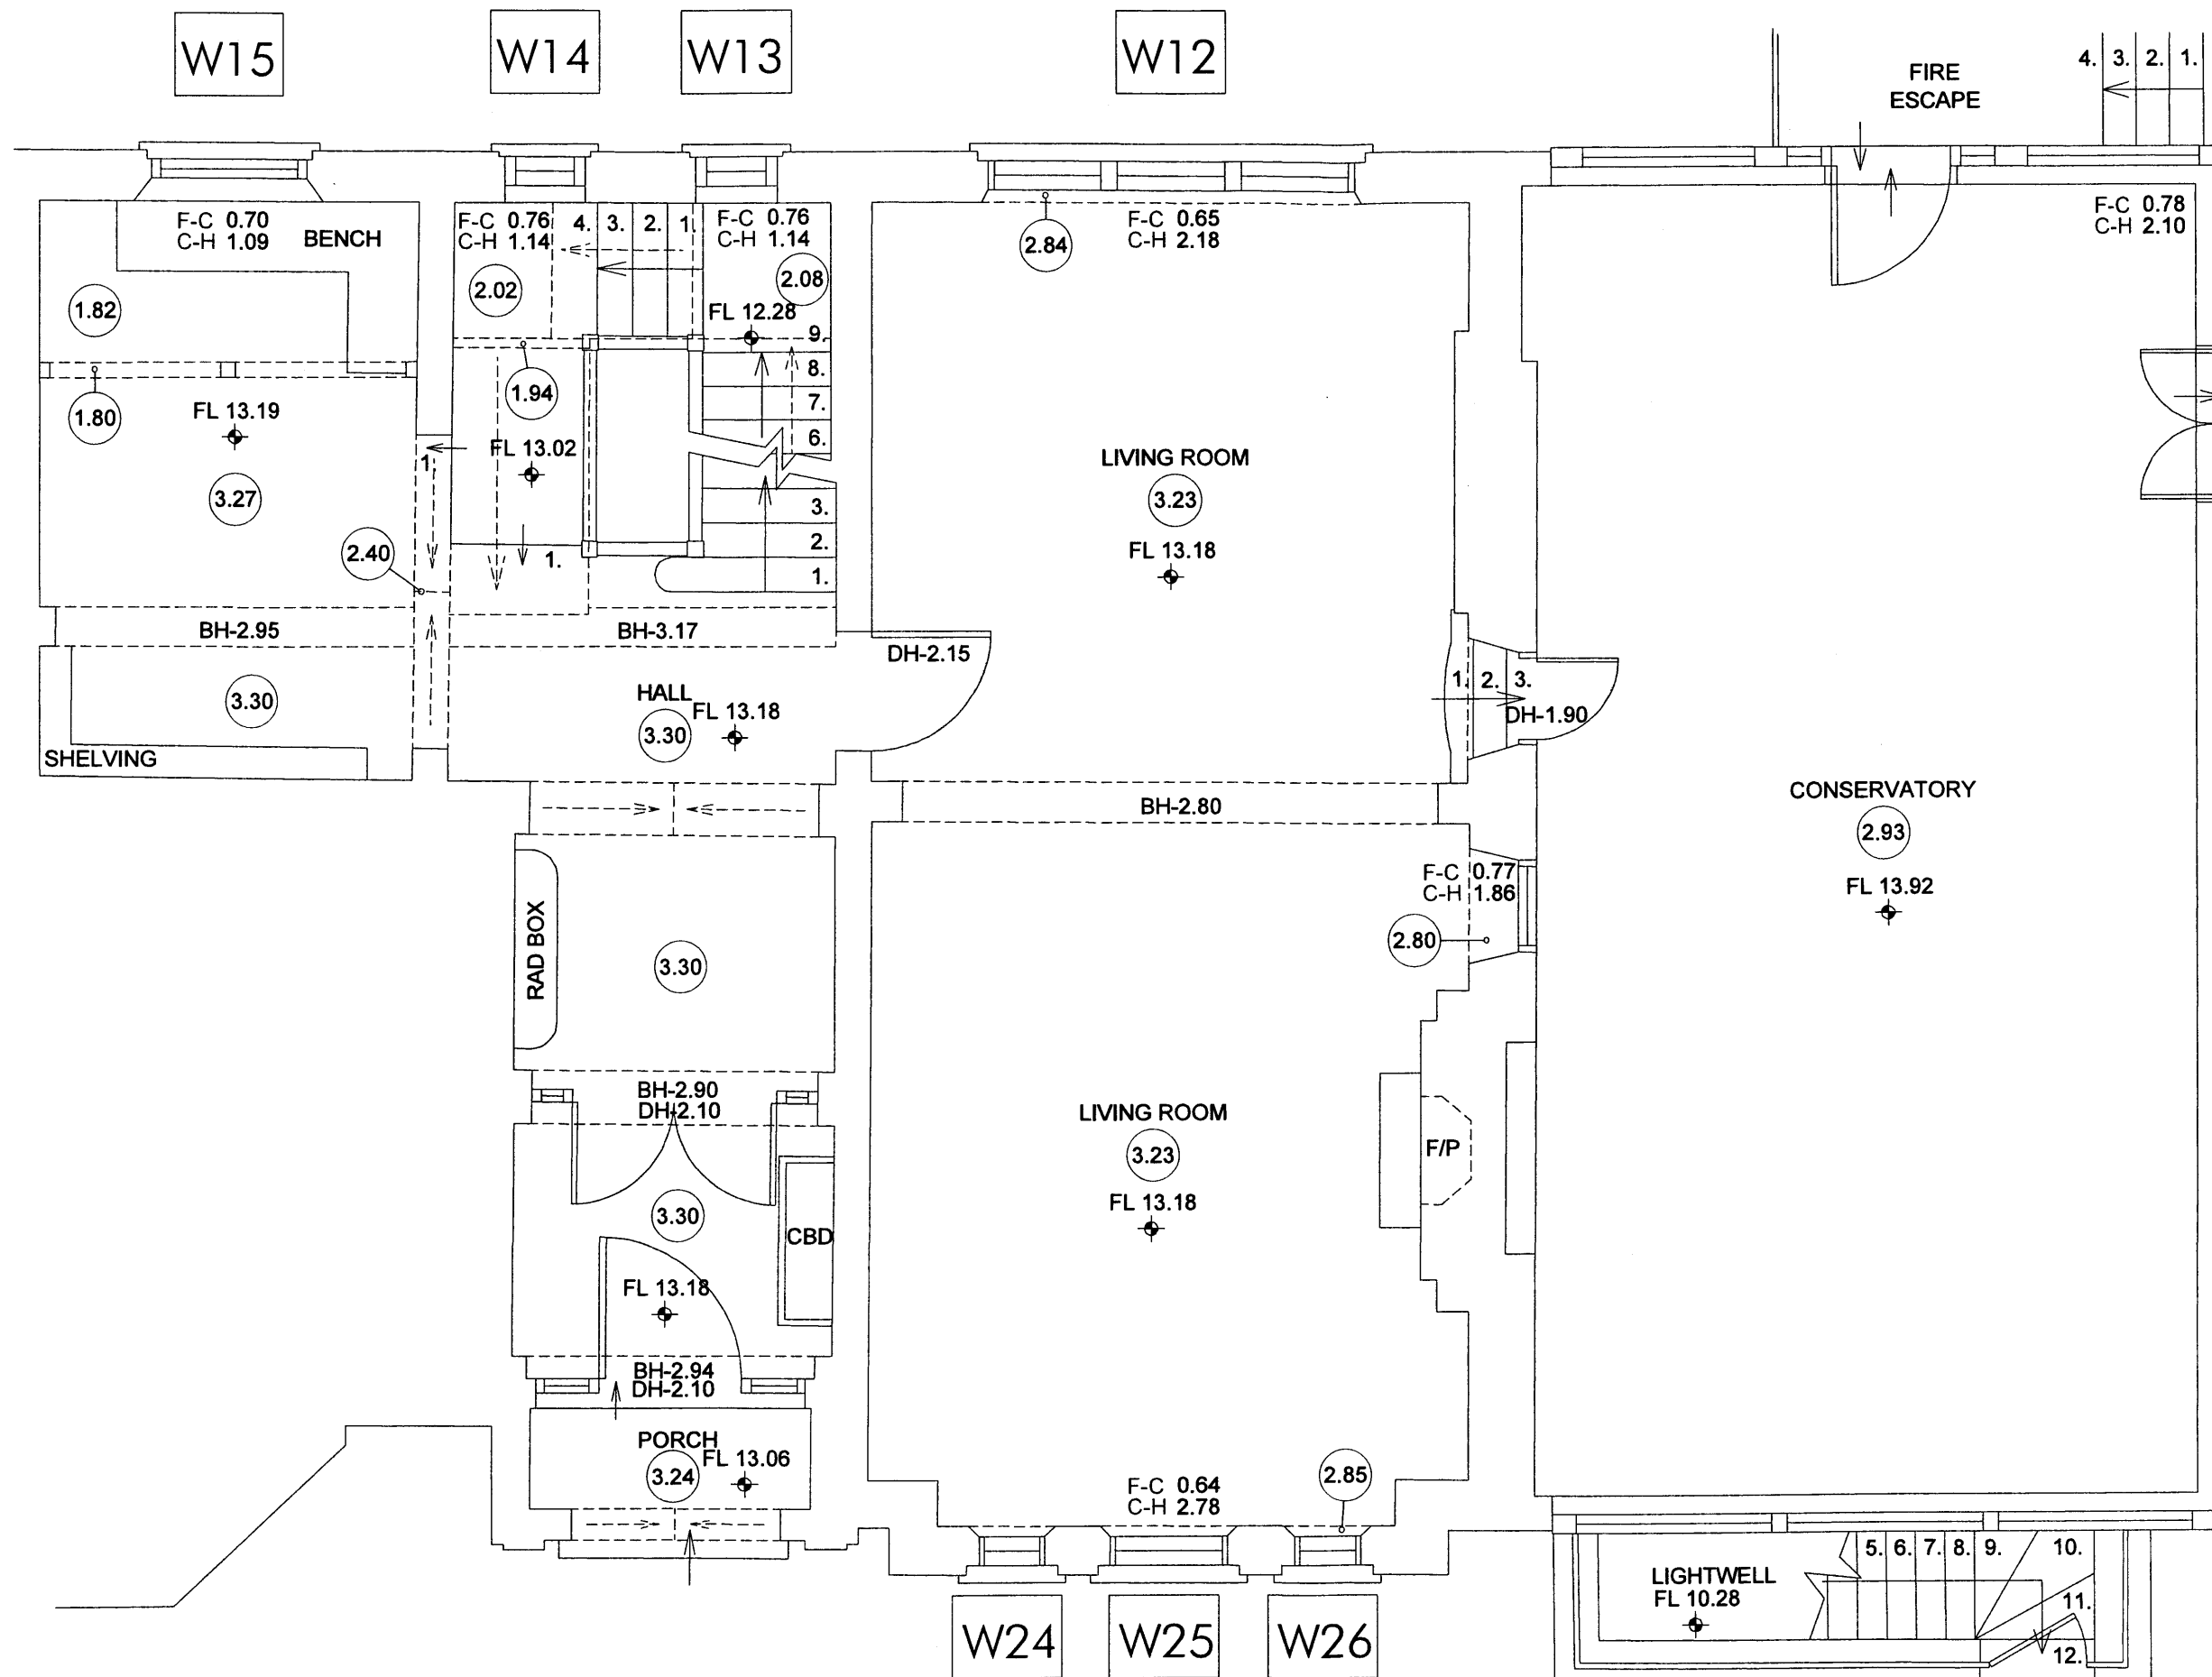 W15
W14
W13
W12
FIRE
ESCAPE
4. 3. 2. 1.
F-C 0.70
C-H 1.09
BENCH
1.82
1.80
FL 13.19
3.27
2.40
BH-2.95
3.30
SHELVING
F-C 0.76
C-H 1.14
4. 3. 2. 1.
2.02
1.94
FL 13.02
1.
1.
F-C 0.76
C-H 1.14
2.08
FL 12.28
9.
8.
7.
6.
3.
2.
1.
BH-3.17
HALL
FL 13.18
3.30
DH-2.15
F-C 0.65
C-H 2.18
2.84
LIVING ROOM
3.23
FL 13.18
1. 2. 3.
DH-1.90
BH-2.80
F-C 0.78
C-H 2.10
CONSERVATORY
2.93
FL 13.92
F-C 0.77
C-H 1.86
2.80
RAD BOX
3.30
BH-2.90
DH-2.10
3.30
CBD
FL 13.18
BH-2.94
DH-2.10
PORCH
FL 13.06
3.24
LIVING ROOM
3.23
FL 13.18
F/P
F-C 0.64
C-H 2.78
2.85
W24
W25
W26
LIGHTWELL
FL 10.28
5. 6. 7. 8. 9. 10.
11.
12.